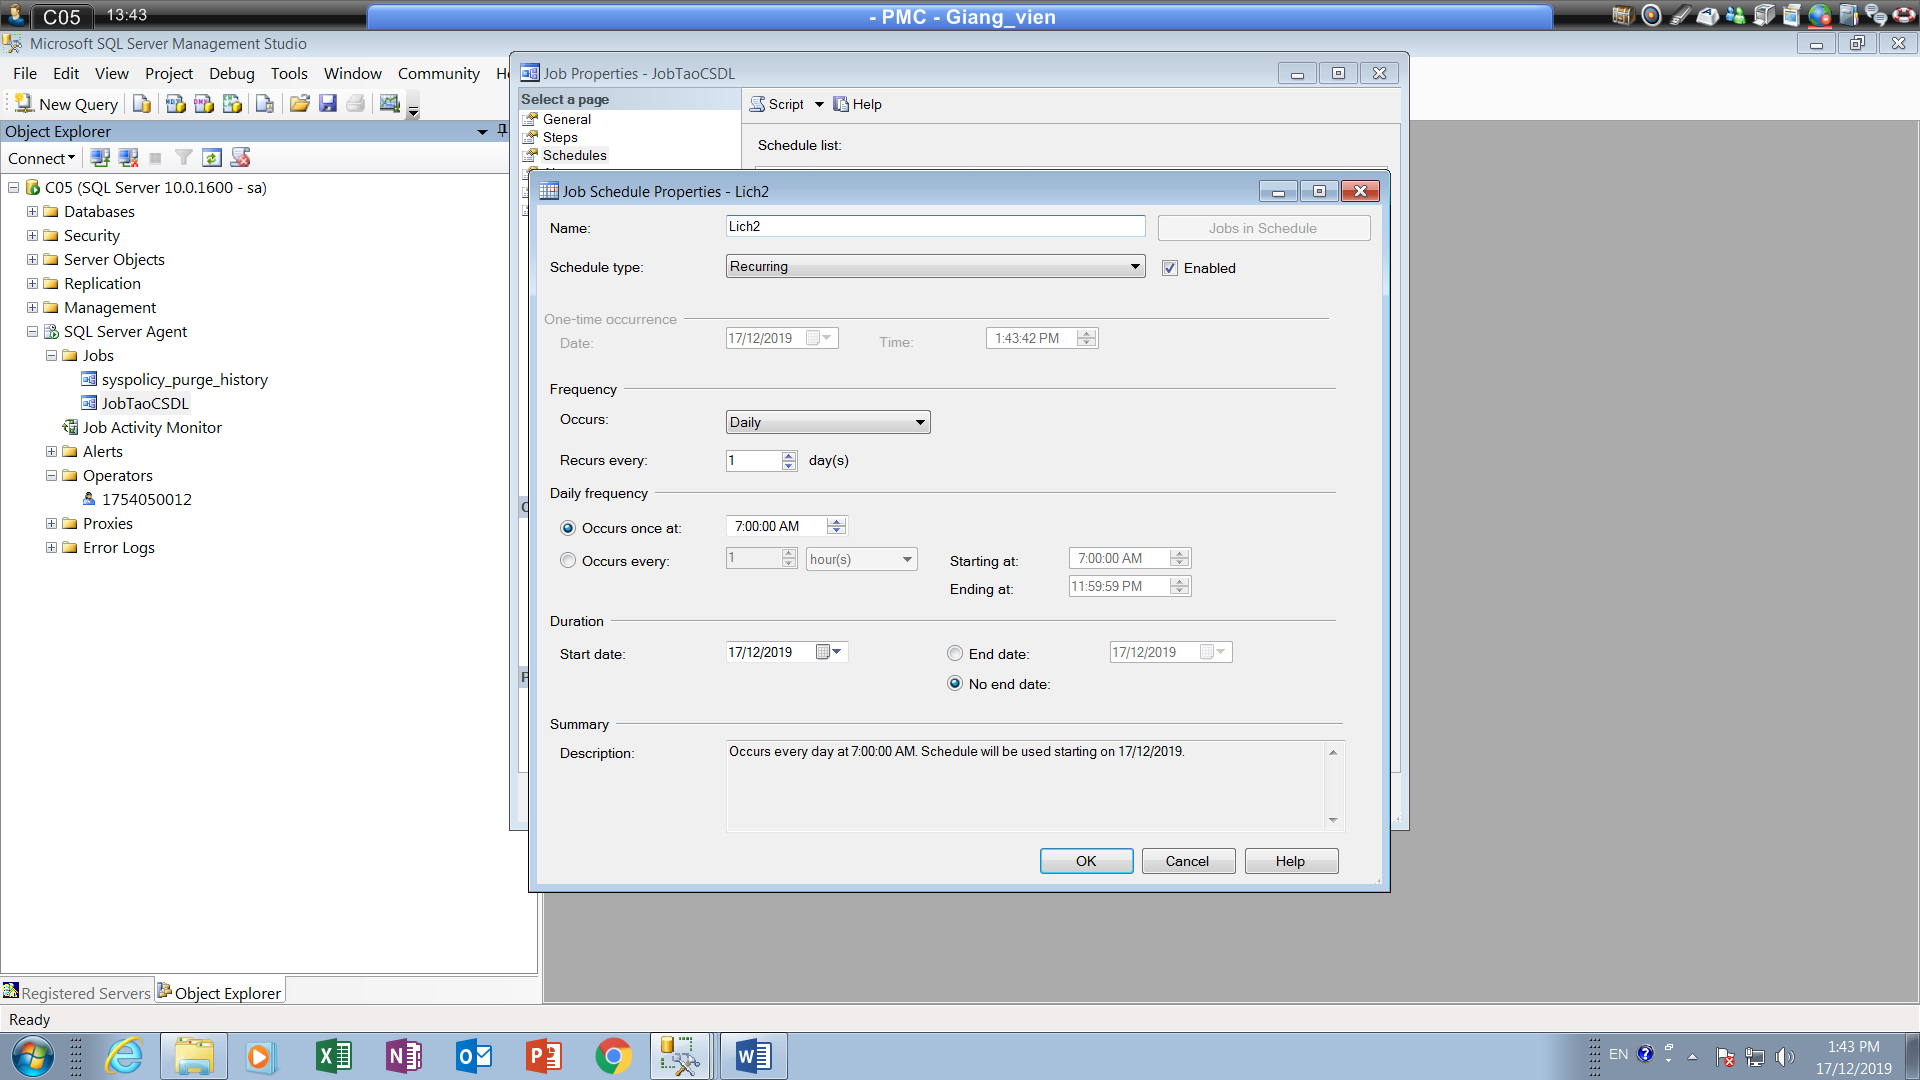 C05 13:43 - PMC - Giang_vien
Microsoft SQL Server Management Studio
File Edit View Project Debug Tools Window Community
New Query
Object Explorer
Connect
C05 (SQL Server 10.0.1600 - sa)
Databases
Security
Server Objects
Replication
Management
SQL Server Agent
Jobs
syspolicy_purge_history
JobTaoCSDL
Job Activity Monitor
Alerts
Operators
1754050012
Proxies
Error Logs
Registered Servers Object Explorer
Ready
Job Properties - JobTaoCSDL
Select a page
General
Steps
Schedules
Script Help
Schedule list:
Job Schedule Properties - Lich2
Name: Lich2 Jobs in Schedule
Schedule type: Recurring Enabled
One-time occurrence
Date: 17/12/2019 Time: 1:43:42 PM
Frequency
Occurs: Daily
Recurs every: 1 day(s)
Daily frequency
Occurs once at: 7:00:00 AM
Occurs every: 1 hour(s) Starting at: 7:00:00 AM
Ending at: 11:59:59 PM
Duration
Start date: 17/12/2019 End date: 17/12/2019
No end date:
Summary
Description: Occurs every day at 7:00:00 AM. Schedule will be used starting on 17/12/2019.
OK Cancel Help
EN
1:43 PM
17/12/2019